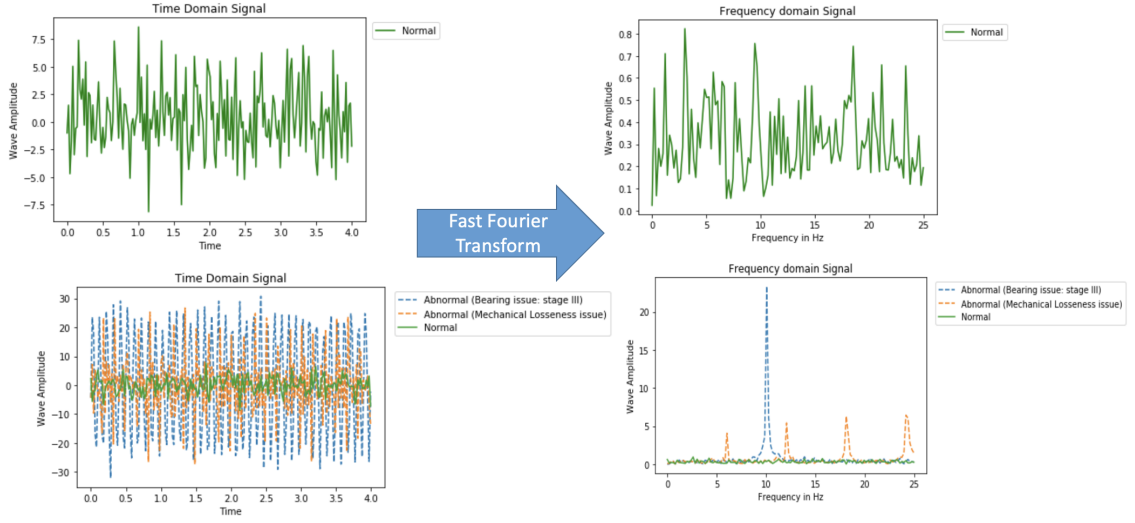 Time Domain Signal
Normal
7.5
5.0
2.5
0.0
−2.5
−5.0
−7.5
Wave Amplitude
0.0 0.5 1.0 1.5 2.0 2.5 3.0 3.5 4.0
Time
Frequency domain Signal
Normal
0.8
0.7
0.6
0.5
0.4
0.3
0.2
0.1
0.0
Wave Amplitude
0 5 10 15 20 25
Frequency in Hz
Fast Fourier
Transform
Time Domain Signal
Abnormal (Bearing issue: stage III)
Abnormal (Mechanical Losseness issue)
Normal
30
20
10
0
−10
−20
−30
Wave Amplitude
0.0 0.5 1.0 1.5 2.0 2.5 3.0 3.5 4.0
Time
Frequency domain Signal
Abnormal (Bearing issue: stage III)
Abnormal (Mechanical Losseness issue)
Normal
20
15
10
5
0
Wave Amplitude
0 5 10 15 20 25
Frequency in Hz